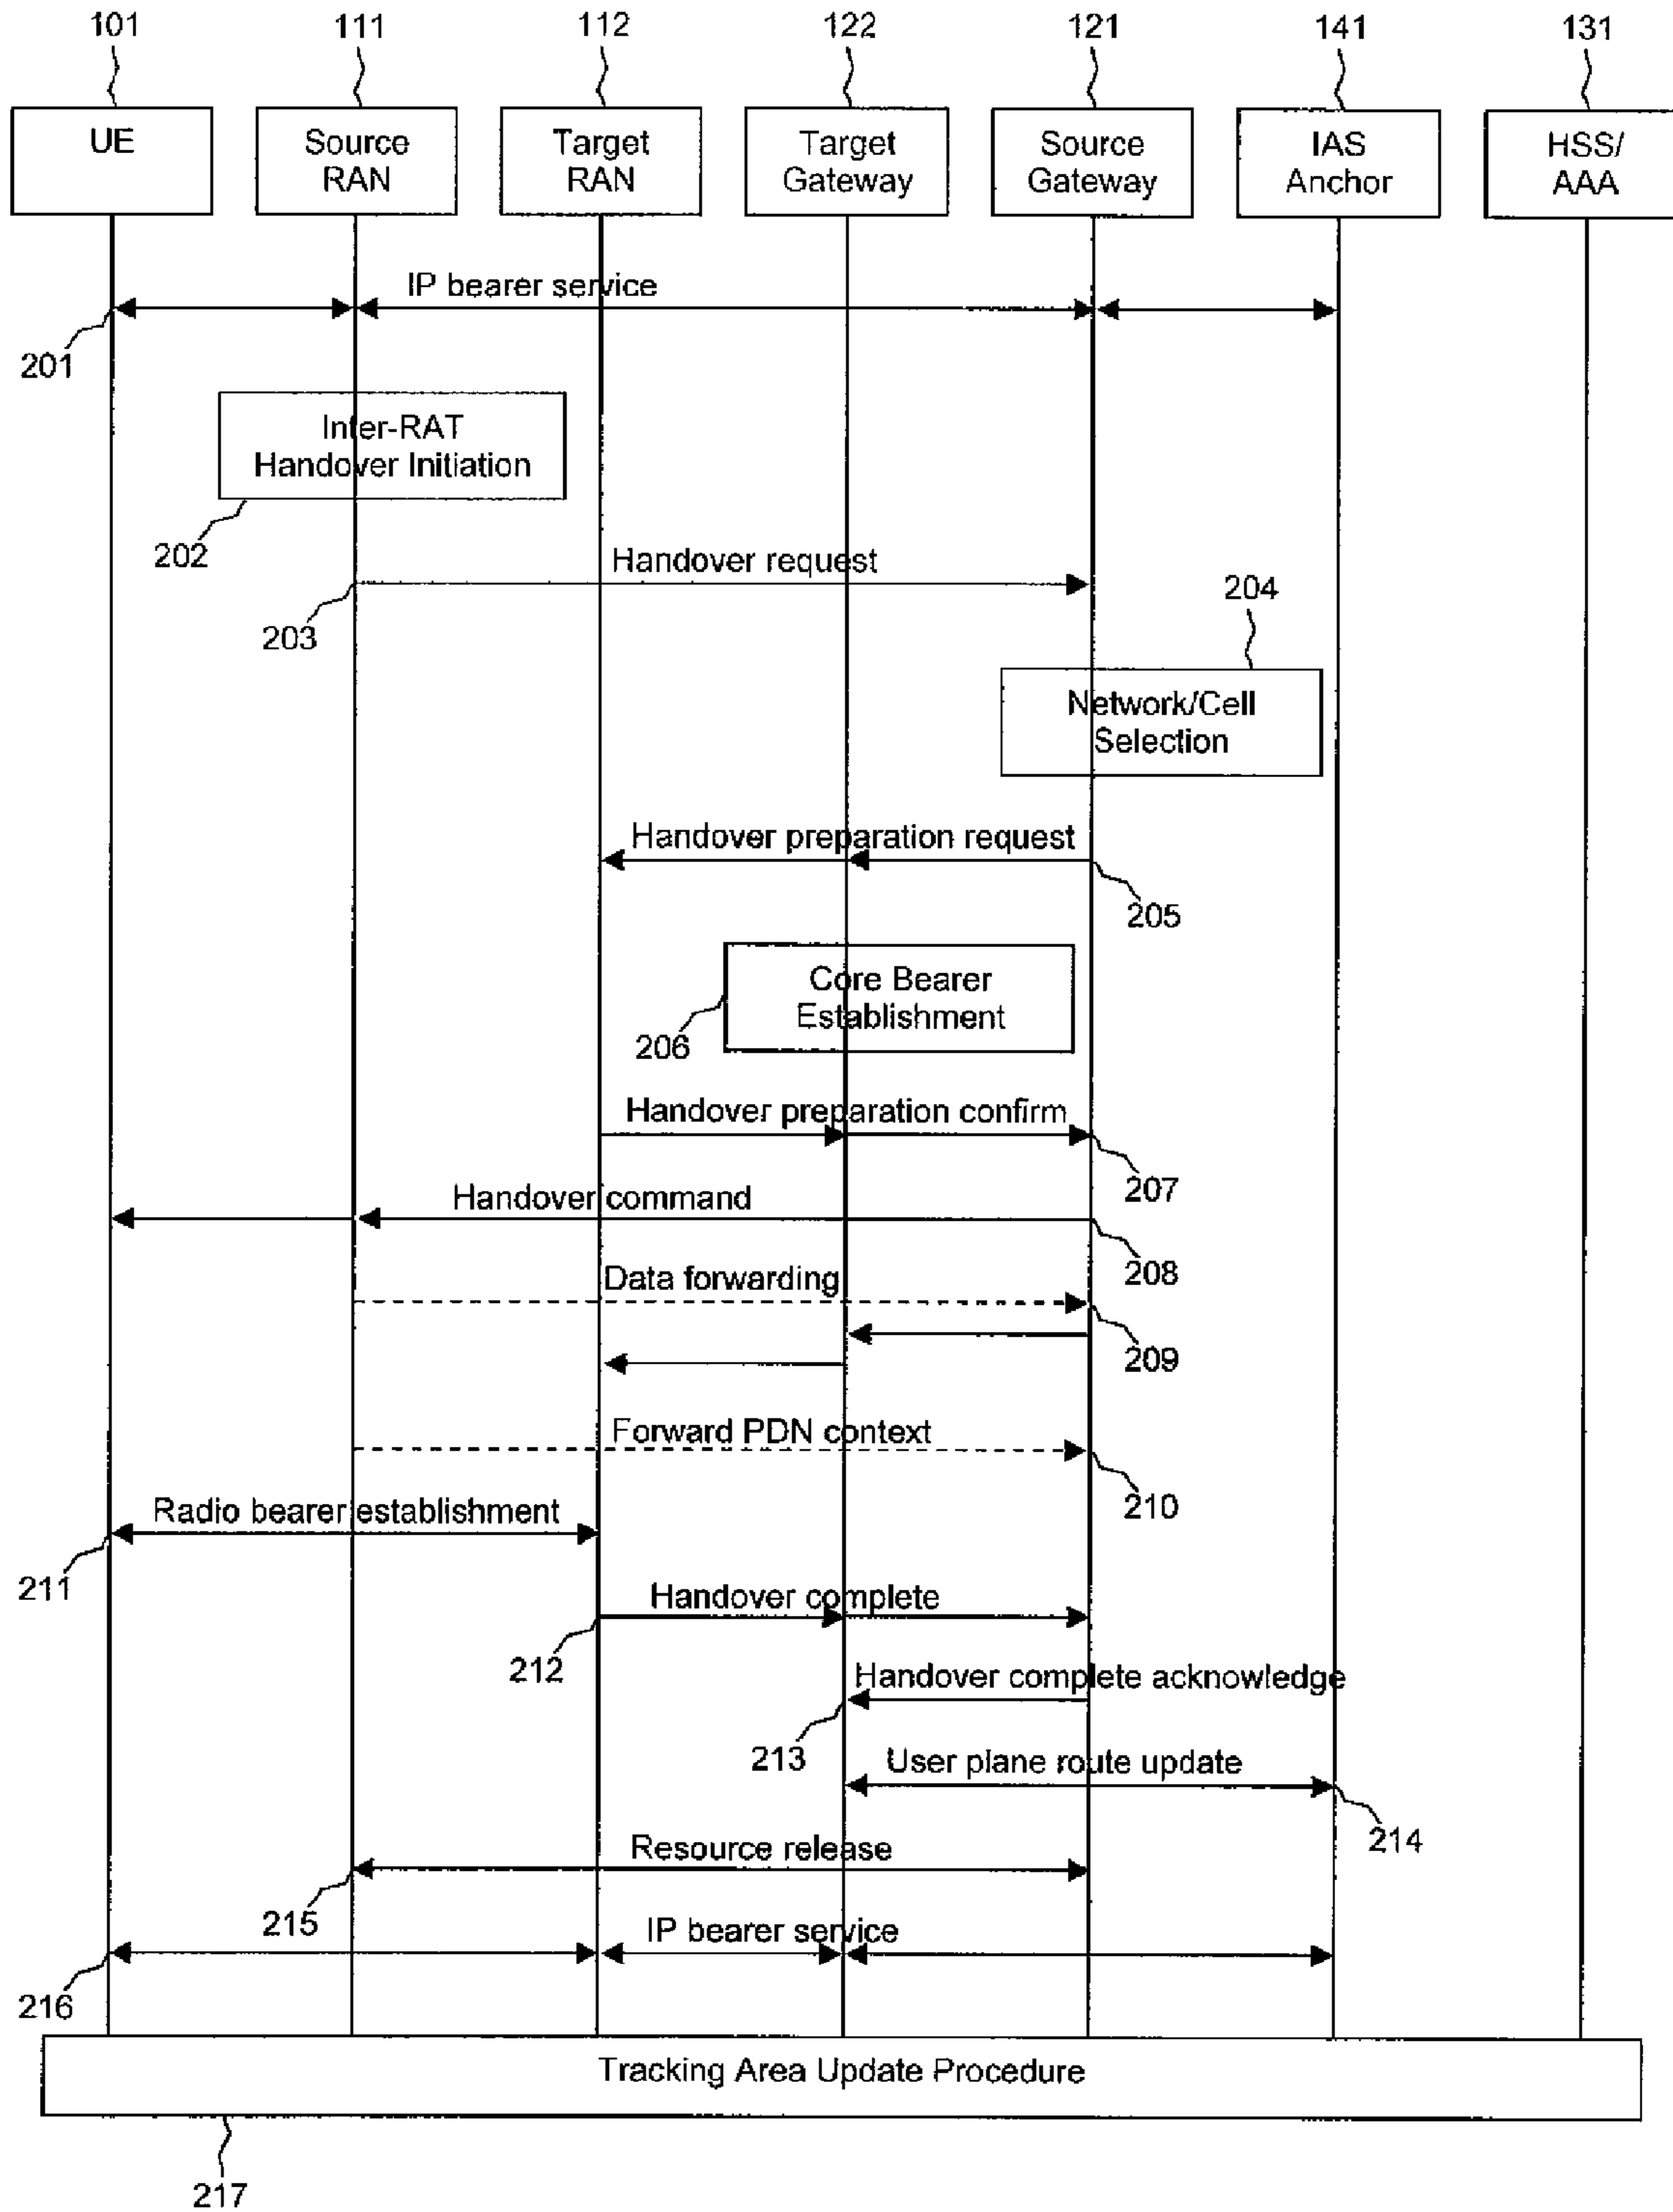 101 111 112 122 121 141 131
UE
Source
RAN
Target
RAN
Target
Gateway
Source
Gateway
IAS
Anchor
HSS/
AAA
IP bearer service
201
Inter-RAT
Handover Initiation
202
Handover request
203
204
Network/Cell
Selection
Handover preparation request
205
Core Bearer
Establishment
206
Handover preparation confirm
207
Handover command
208
Data forwarding
209
Forward PDN context
210
Radio bearer establishment
211
Handover complete
212
Handover complete acknowledge
213
User plane route update
214
Resource release
215
IP bearer service
216
Tracking Area Update Procedure
217